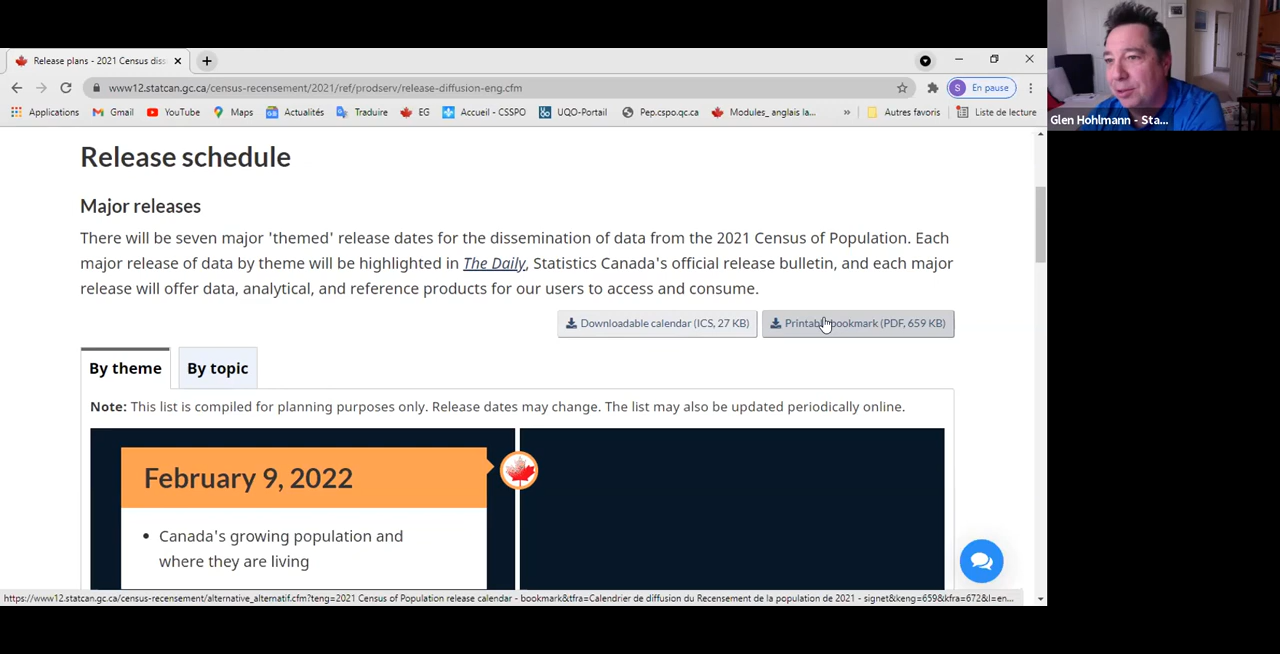 Release plans - 2021 Census diss
www12.statcan.gc.ca/census-recensement/2021/ref/prodserv/release-diffusion-eng.cfm
S En pause
Applications Gmail YouTube Maps Actualités Traduire EG Accueil - CSSPO UQO-Portail Pep.cspo.qc.ca Modules_ anglais la... » Autres favoris Liste de lecture
Glen Hohlmann - Sta...
Release schedule
Major releases
There will be seven major 'themed' release dates for the dissemination of data from the 2021 Census of Population. Each
major release of data by theme will be highlighted in The Daily, Statistics Canada's official release bulletin, and each major
release will offer data, analytical, and reference products for our users to access and consume.
Downloadable calendar (ICS, 27 KB) Printable bookmark (PDF, 659 KB)
By theme By topic
Note: This list is compiled for planning purposes only. Release dates may change. The list may also be updated periodically online.
February 9, 2022
• Canada's growing population and
where they are living
https://www12.statcan.gc.ca/census-recensement/alternative_alternatif.cfm?teng=2021 Census of Population release calendar - bookmark&tfra=Calendrier de diffusion du Recensement de la population de 2021 - signet&keng=659&kfra=672&l=en...